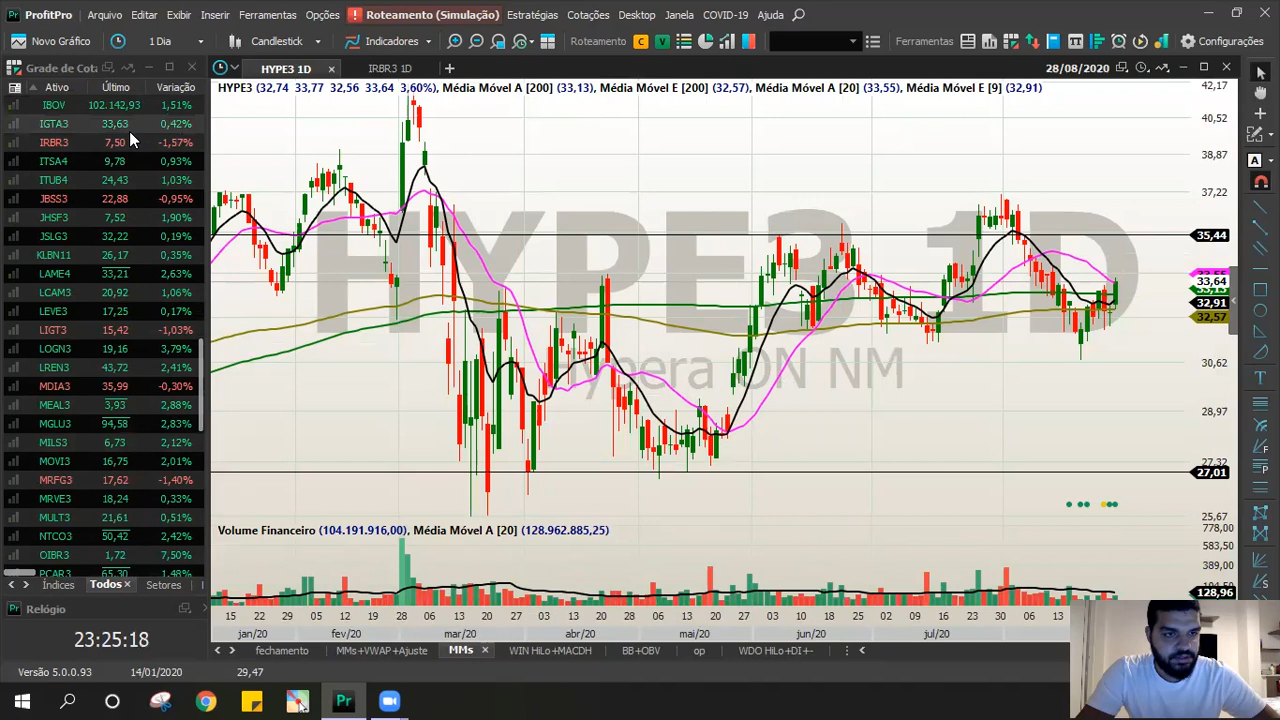 ProfitPro Arquivo Editar Exibir Inserir Ferramentas Opções ! Roteamento (Simulação) Estratégias Cotações Desktop Janela COVID-19 Ajuda
Novo Gráfico 1 Dia Candlestick Indicadores Roteamento C V Ferramentas Configurações
Grade de Cota HYPE3 1D IRBR3 1D 28/08/2020
Ativo Último Variação
IBOV 102.142,93 1,51%
IGTA3 33,63 0,42%
IRBR3 7,50 -1,57%
ITSA4 9,78 0,93%
ITUB4 24,43 1,03%
JBSS3 22,88 -0,95%
JHSF3 7,52 1,90%
JSLG3 32,22 0,19%
KLBN11 26,17 0,35%
LAME4 33,21 2,63%
LCAM3 20,92 1,06%
LEVE3 17,25 0,17%
LIGT3 15,42 -1,03%
LOGN3 19,16 3,79%
LREN3 43,72 2,41%
MDIA3 35,99 -0,30%
MEAL3 3,93 2,88%
MGLU3 94,58 2,83%
MILS3 6,73 2,12%
MOVI3 16,75 2,01%
MRFG3 17,62 -1,40%
MRVE3 18,24 0,33%
MULT3 21,61 0,51%
NTCO3 50,42 2,42%
OIBR3 1,72 7,50%
PCAR3 65,30 1,48%
Índices Todos Setores
Relógio
23:25:18
Versão 5.0.0.93 14/01/2020 29,47
HYPE3 (32,74 33,77 32,56 33,64 3,60%), Média Móvel A [200] (33,13), Média Móvel E [200] (32,57), Média Móvel A [20] (33,55), Média Móvel E [9] (32,91)
HYPE3 1D
Hypera ON NM
42,17
40,52
38,87
37,22
35,44
33,64
32,91
32,57
30,62
28,97
27,32
27,01
25,67
Volume Financeiro (104.191.916,00), Média Móvel A [20] (128.962.885,25)
778,00
583,50
389,00
128,96
15 22 29 06 13 20 28 06 13 20 27 03 13 20 28 06 13 20 27 03 10 18 25 02 09 16 23 30 06 13
jan/20 fev/20 mar/20 abr/20 mai/20 jun/20 jul/20
fechamento MMs+VWAP+Ajuste MMs WIN HiLo+MACDH BB+OBV op WDO HiLo+DI+-
Pr